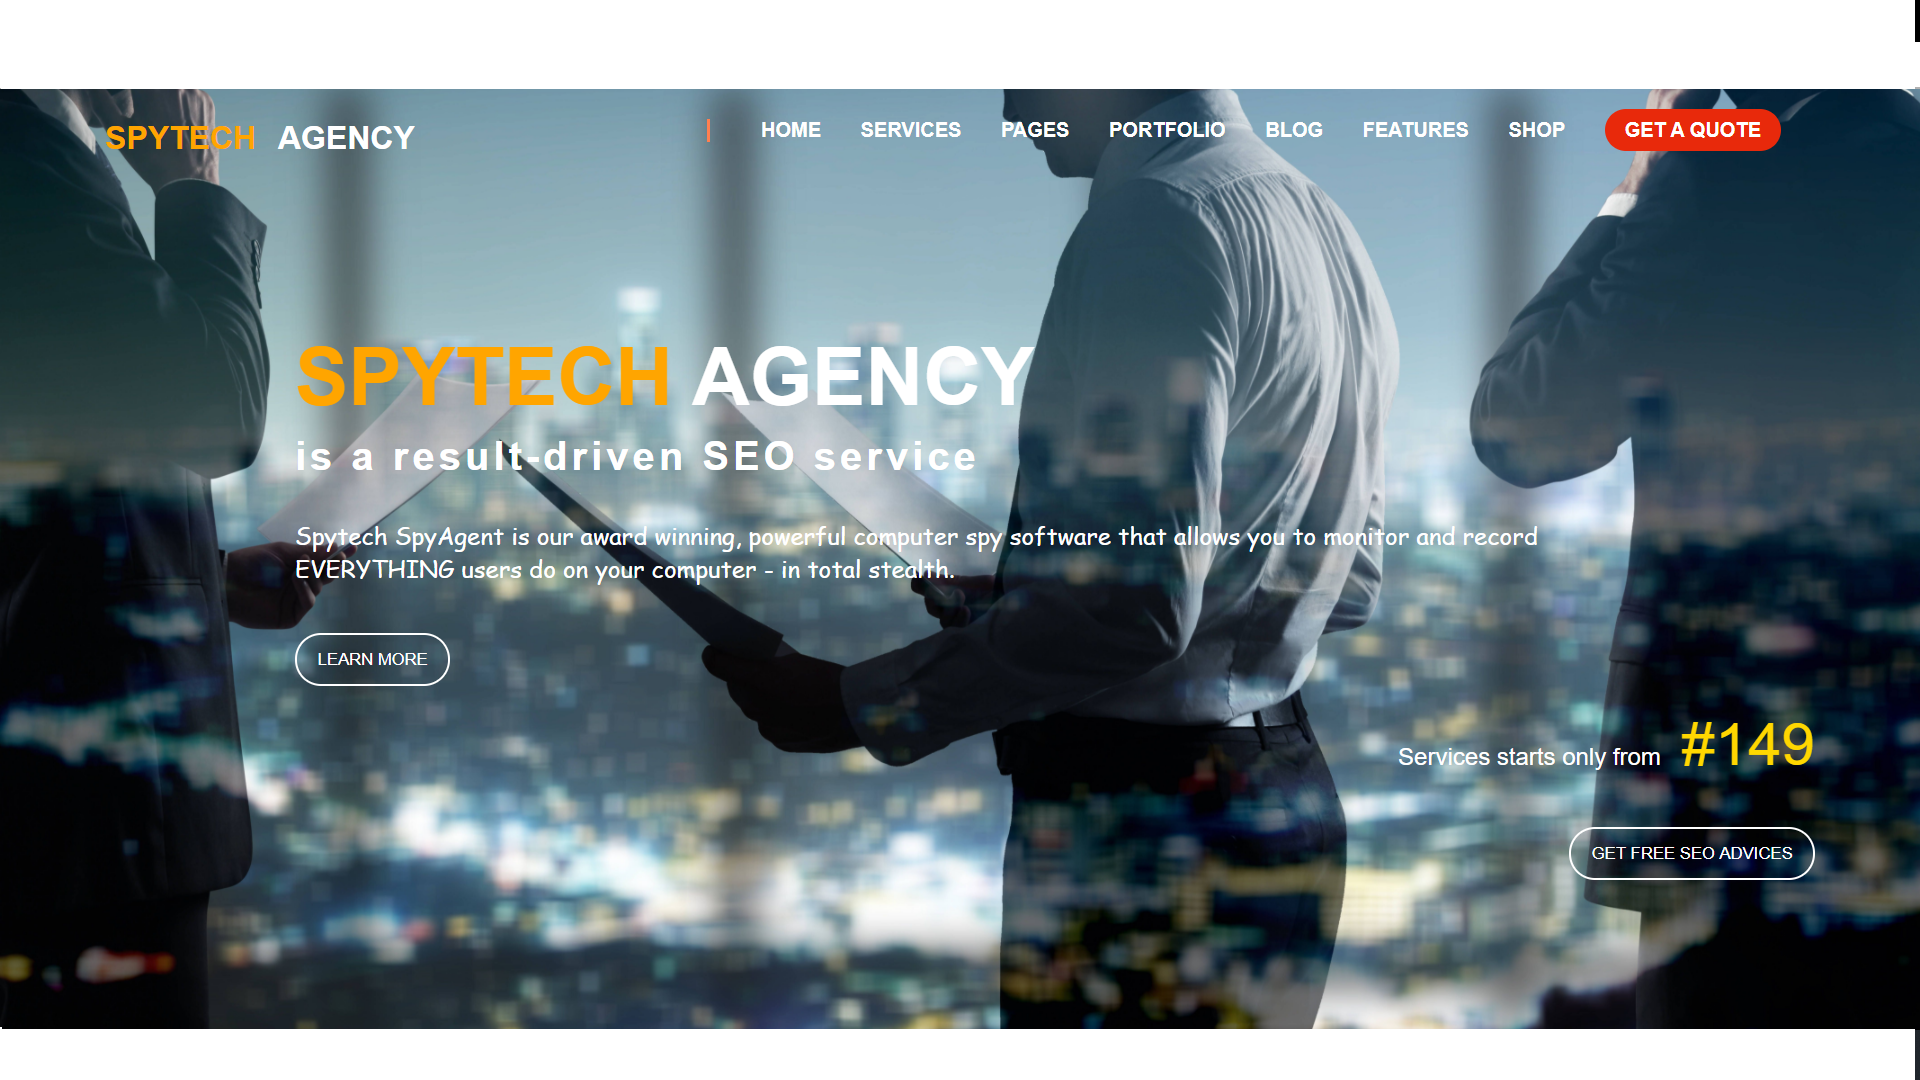 SPYTECH AGENCY
| HOME SERVICES PAGES PORTFOLIO BLOG FEATURES SHOP GET A QUOTE
SPYTECH AGENCY
is a result-driven SEO service
Spytech SpyAgent is our award winning, powerful computer spy software that allows you to monitor and record
EVERYTHING users do on your computer - in total stealth.
LEARN MORE
Services starts only from #149
GET FREE SEO ADVICES